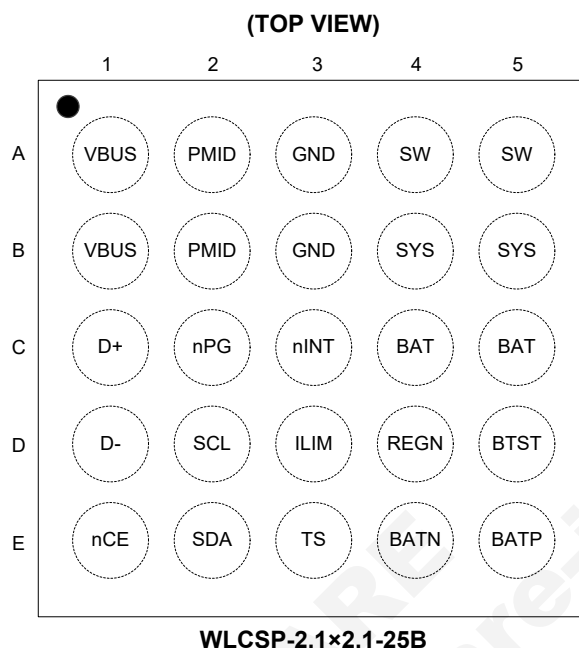 (TOP VIEW)
1 2 3 4 5
A VBUS PMID GND SW SW
B VBUS PMID GND SYS SYS
C D+ nPG nINT BAT BAT
D D- SCL ILIM REGN BTST
E nCE SDA TS BATN BATP
WLCSP-2.1×2.1-25B